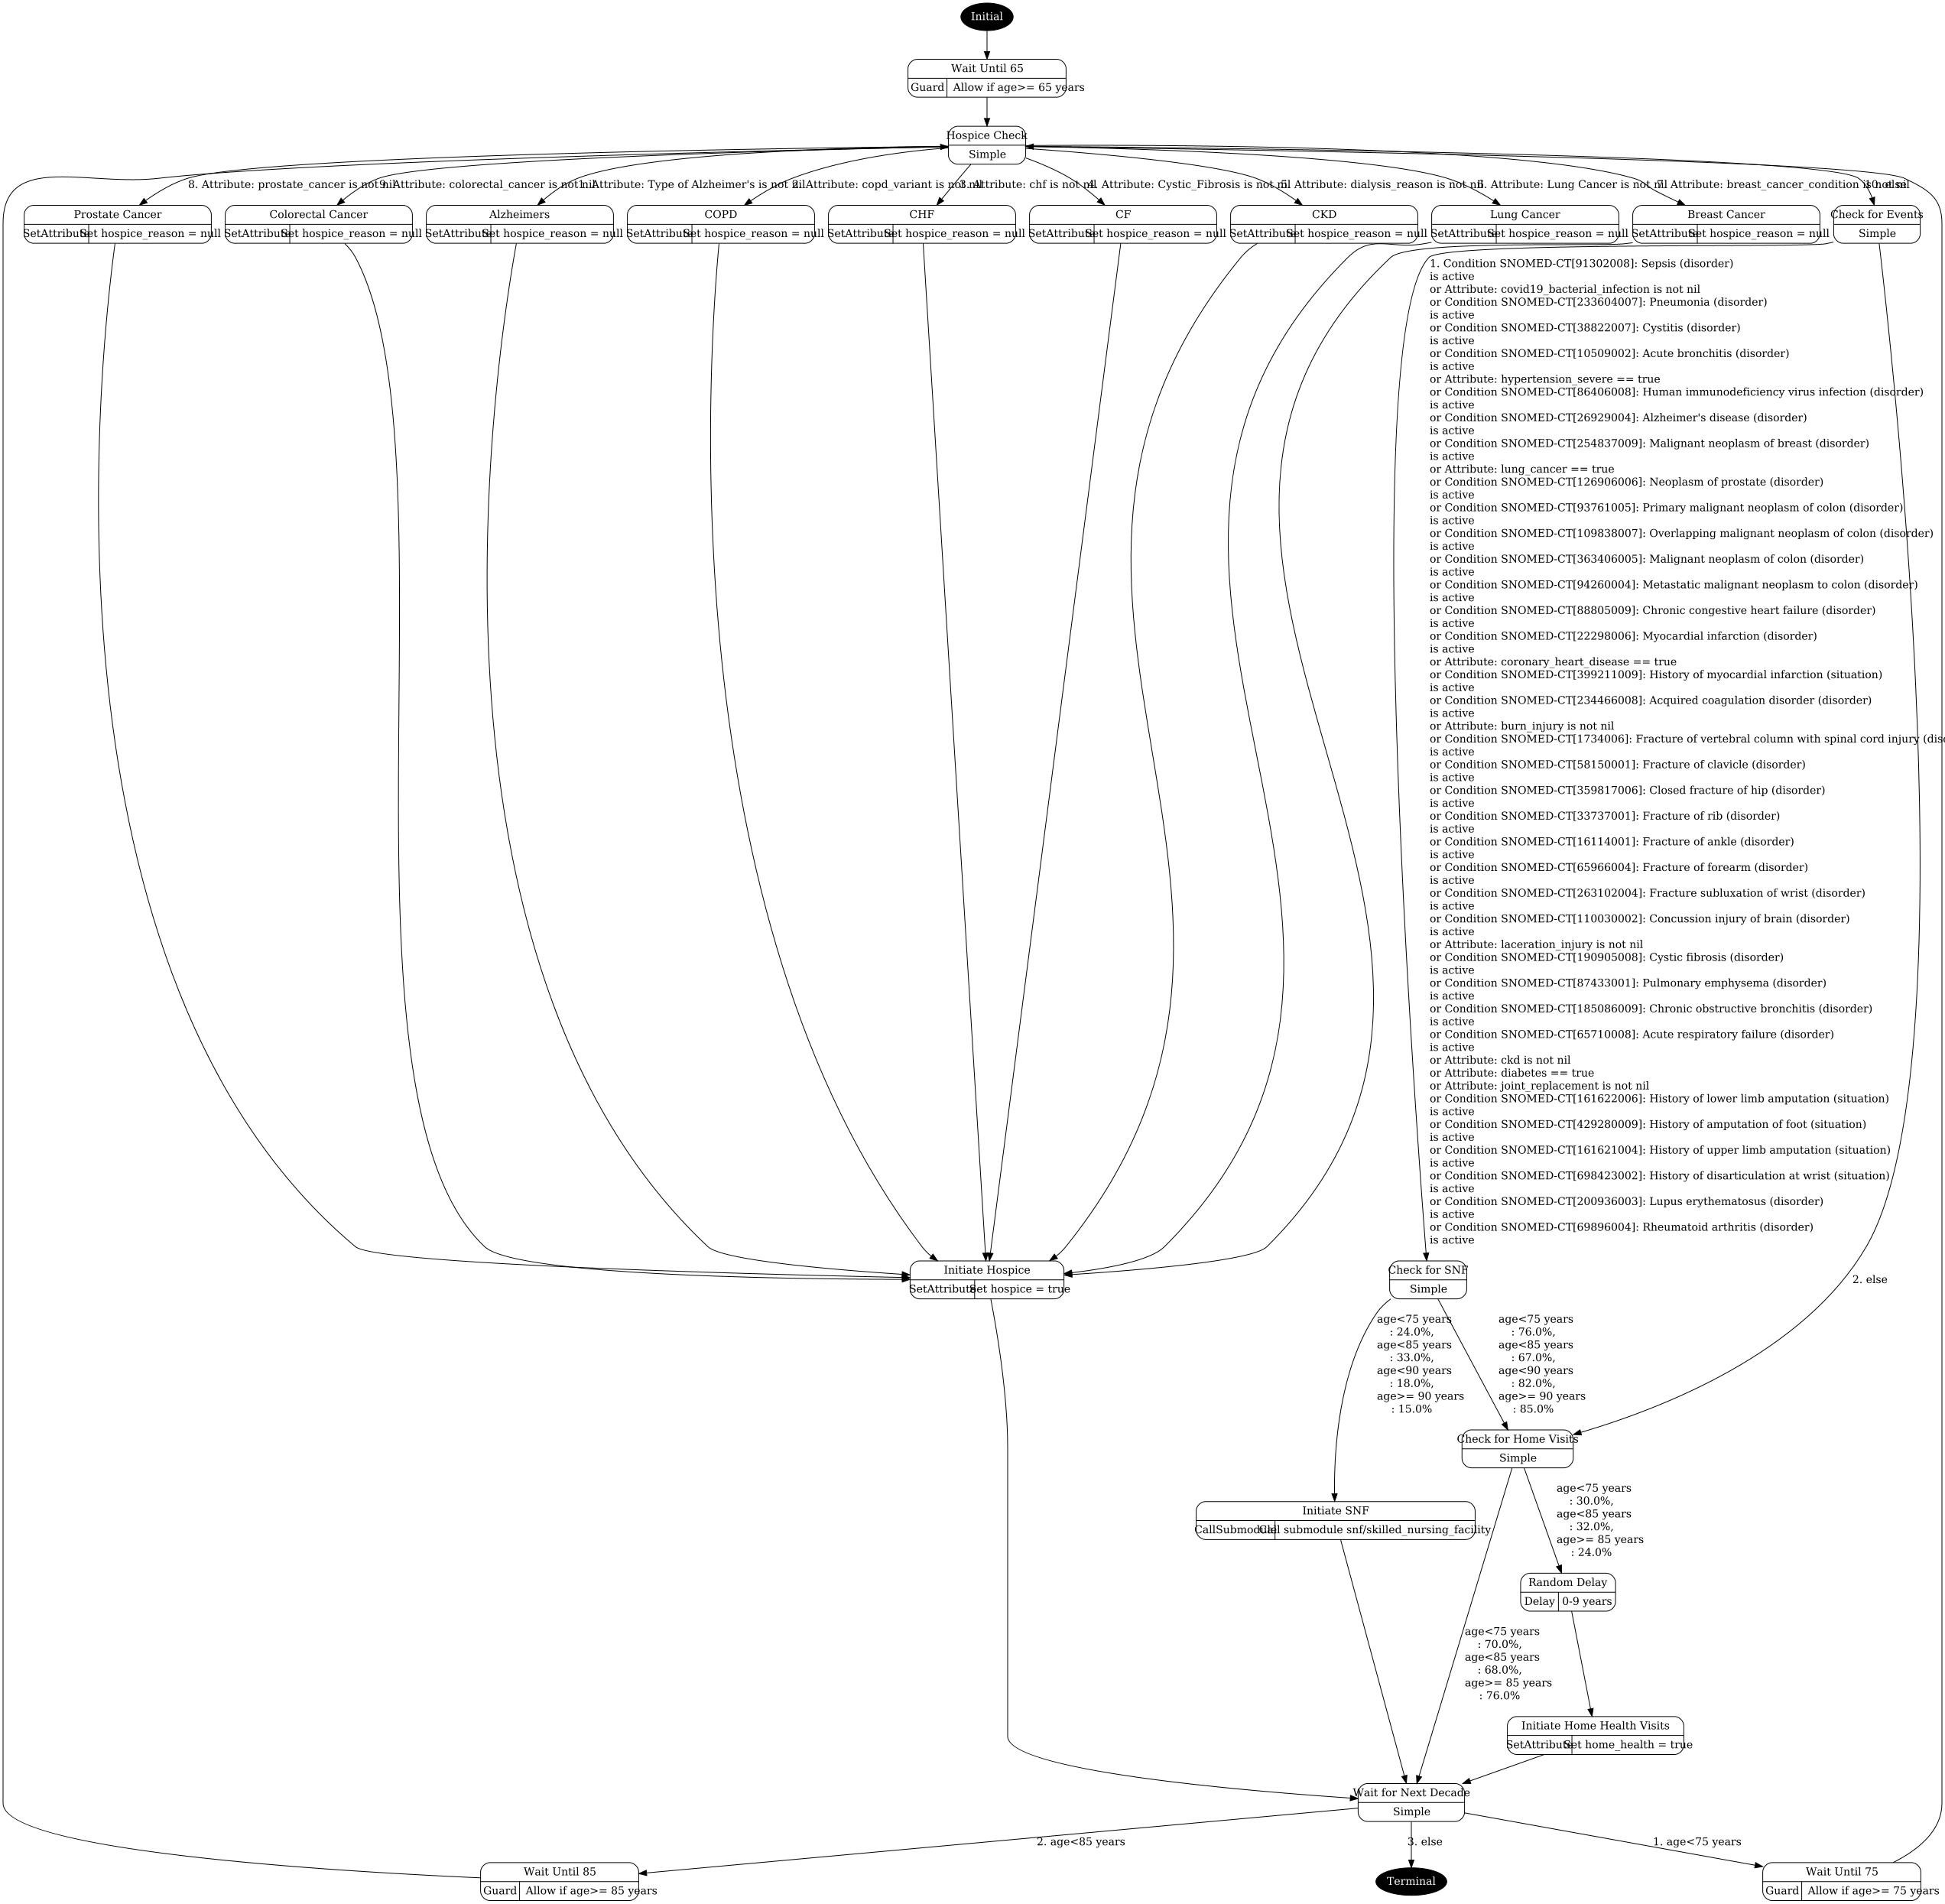 Initial
Wait Until 65
Guard Allow if age>= 65 years
Hospice Check
Simple
8. Attribute: prostate_cancer is not nil
9. Attribute: colorectal_cancer is not nil
1. Attribute: Type of Alzheimer's is not nil
2. Attribute: copd_variant is not nil
3. Attribute: chf is not nil
4. Attribute: Cystic_Fibrosis is not nil
5. Attribute: dialysis_reason is not nil
6. Attribute: Lung Cancer is not nil
7. Attribute: breast_cancer_condition is not nil
10. else
Prostate Cancer
SetAttribute Set hospice_reason = null
Colorectal Cancer
SetAttribute Set hospice_reason = null
Alzheimers
SetAttribute Set hospice_reason = null
COPD
SetAttribute Set hospice_reason = null
CHF
SetAttribute Set hospice_reason = null
CF
SetAttribute Set hospice_reason = null
CKD
SetAttribute Set hospice_reason = null
Lung Cancer
SetAttribute Set hospice_reason = null
Breast Cancer
SetAttribute Set hospice_reason = null
Check for Events
Simple
1. Condition SNOMED-CT[91302008]: Sepsis (disorder)
is active
or Attribute: covid19_bacterial_infection is not nil
or Condition SNOMED-CT[233604007]: Pneumonia (disorder)
is active
or Condition SNOMED-CT[38822007]: Cystitis (disorder)
is active
or Condition SNOMED-CT[10509002]: Acute bronchitis (disorder)
is active
or Attribute: hypertension_severe == true
or Condition SNOMED-CT[86406008]: Human immunodeficiency virus infection (disorder)
is active
or Condition SNOMED-CT[26929004]: Alzheimer's disease (disorder)
is active
or Condition SNOMED-CT[254837009]: Malignant neoplasm of breast (disorder)
is active
or Attribute: lung_cancer == true
or Condition SNOMED-CT[126906006]: Neoplasm of prostate (disorder)
is active
or Condition SNOMED-CT[93761005]: Primary malignant neoplasm of colon (disorder)
is active
or Condition SNOMED-CT[109838007]: Overlapping malignant neoplasm of colon (disorder)
is active
or Condition SNOMED-CT[363406005]: Malignant neoplasm of colon (disorder)
is active
or Condition SNOMED-CT[94260004]: Metastatic malignant neoplasm to colon (disorder)
is active
or Condition SNOMED-CT[88805009]: Chronic congestive heart failure (disorder)
is active
or Condition SNOMED-CT[22298006]: Myocardial infarction (disorder)
is active
or Attribute: coronary_heart_disease == true
or Condition SNOMED-CT[399211009]: History of myocardial infarction (situation)
is active
or Condition SNOMED-CT[234466008]: Acquired coagulation disorder (disorder)
is active
or Attribute: burn_injury is not nil
or Condition SNOMED-CT[1734006]: Fracture of vertebral column with spinal cord injury
is active
or Condition SNOMED-CT[58150001]: Fracture of clavicle (disorder)
is active
or Condition SNOMED-CT[359817006]: Closed fracture of hip (disorder)
is active
or Condition SNOMED-CT[33737001]: Fracture of rib (disorder)
is active
or Condition SNOMED-CT[16114001]: Fracture of ankle (disorder)
is active
or Condition SNOMED-CT[65966004]: Fracture of forearm (disorder)
is active
or Condition SNOMED-CT[263102004]: Fracture subluxation of wrist (disorder)
is active
or Condition SNOMED-CT[110030002]: Concussion injury of brain (disorder)
is active
or Attribute: laceration_injury is not nil
or Condition SNOMED-CT[190905008]: Cystic fibrosis (disorder)
is active
or Condition SNOMED-CT[87433001]: Pulmonary emphysema (disorder)
is active
or Condition SNOMED-CT[185086009]: Chronic obstructive bronchitis (disorder)
is active
or Condition SNOMED-CT[65710008]: Acute respiratory failure (disorder)
is active
or Attribute: ckd is not nil
or Attribute: diabetes == true
or Attribute: joint_replacement is not nil
or Condition SNOMED-CT[161622006]: History of lower limb amputation (situation)
is active
or Condition SNOMED-CT[429280009]: History of amputation of foot (situation)
is active
or Condition SNOMED-CT[161621004]: History of upper limb amputation (situation)
is active
or Condition SNOMED-CT[698423002]: History of disarticulation at wrist (situation)
is active
or Condition SNOMED-CT[200936003]: Lupus erythematosus (disorder)
is active
or Condition SNOMED-CT[69896004]: Rheumatoid arthritis (disorder)
is active
2. else
Initiate Hospice
SetAttribute Set hospice = true
Check for SNF
Simple
age<75 years
: 24.0%,
age<85 years
: 33.0%,
age<90 years
: 18.0%,
age>= 90 years
: 15.0%
age<75 years
: 76.0%,
age<85 years
: 67.0%,
age<90 years
: 82.0%,
age>= 90 years
: 85.0%
Check for Home Visits
Simple
Initiate SNF
CallSubmodule Call submodule snf/skilled_nursing_facility
age<75 years
: 30.0%,
age<85 years
: 32.0%,
age>= 85 years
: 24.0%
Random Delay
Delay 0-9 years
age<75 years
: 70.0%,
age<85 years
: 68.0%,
age>= 85 years
: 76.0%
Initiate Home Health Visits
SetAttribute Set home_health = true
Wait for Next Decade
Simple
2. age<85 years
3. else
1. age<75 years
Wait Until 85
Guard Allow if age>= 85 years
Terminal
Wait Until 75
Guard Allow if age>= 75 years